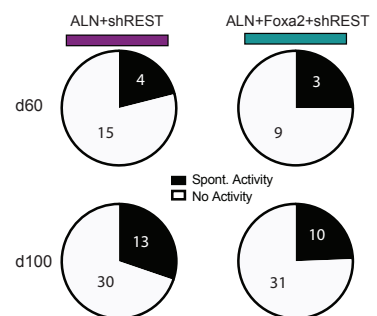 ALN+shREST ALN+Foxa2+shREST
d60
4
15
3
9
Spont. Activity
No Activity
d100
13
30
10
31